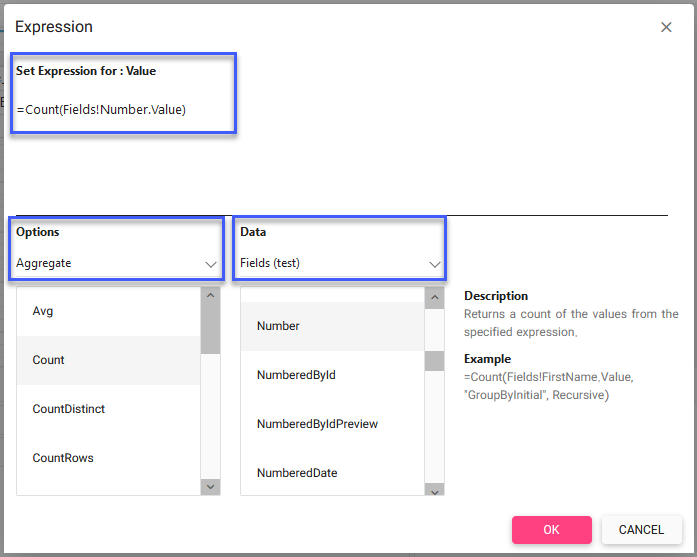 Expression
Set Expression for : Value
=Count(Fields!Number.Value)
Options
Aggregate
Avg
Count
CountDistinct
CountRows
Data
Fields (test)
Number
NumberedById
NumberedByIdPreview
NumberedDate
Description
Returns a count of the values from the
specified expression.
Example
=Count(Fields!FirstName.Value,
"GroupByInitial", Recursive)
OK
CANCEL